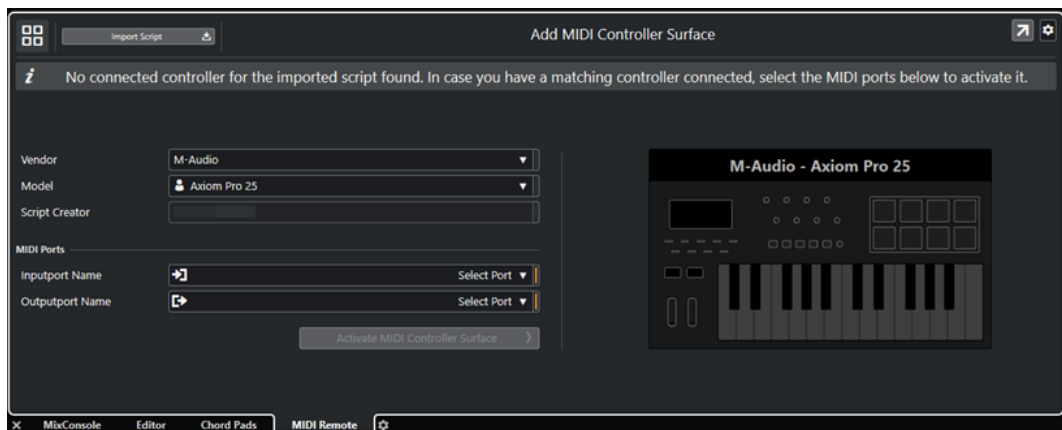 Import Script
Add MIDI Controller Surface
i No connected controller for the imported script found. In case you have a matching controller connected, select the MIDI ports below to activate it.
Vendor M-Audio
Model Axiom Pro 25
Script Creator
MIDI Ports
Inputport Name Select Port
Outputport Name Select Port
Activate MIDI Controller Surface
M-Audio - Axiom Pro 25
MixConsole Editor Chord Pads MIDI Remote